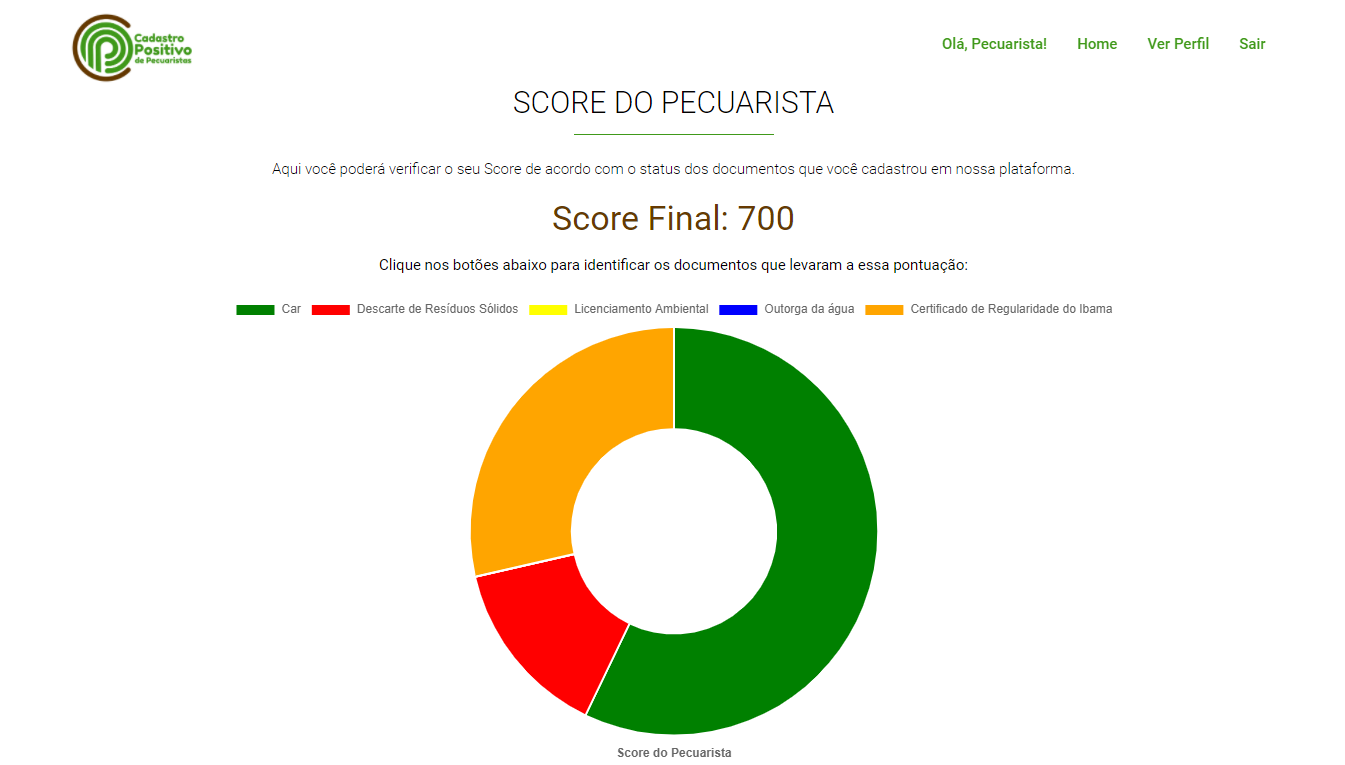 Cadastro
Positivo
de Pecuaristas
Olá, Pecuarista! Home Ver Perfil Sair
SCORE DO PECUARISTA
Aqui você poderá verificar o seu Score de acordo com o status dos documentos que você cadastrou em nossa plataforma.
Score Final: 700
Clique nos botões abaixo para identificar os documentos que levaram a essa pontuação:
Car Descarte de Resíduos Sólidos Licenciamento Ambiental Outorga da água Certificado de Regularidade do Ibama
Score do Pecuarista